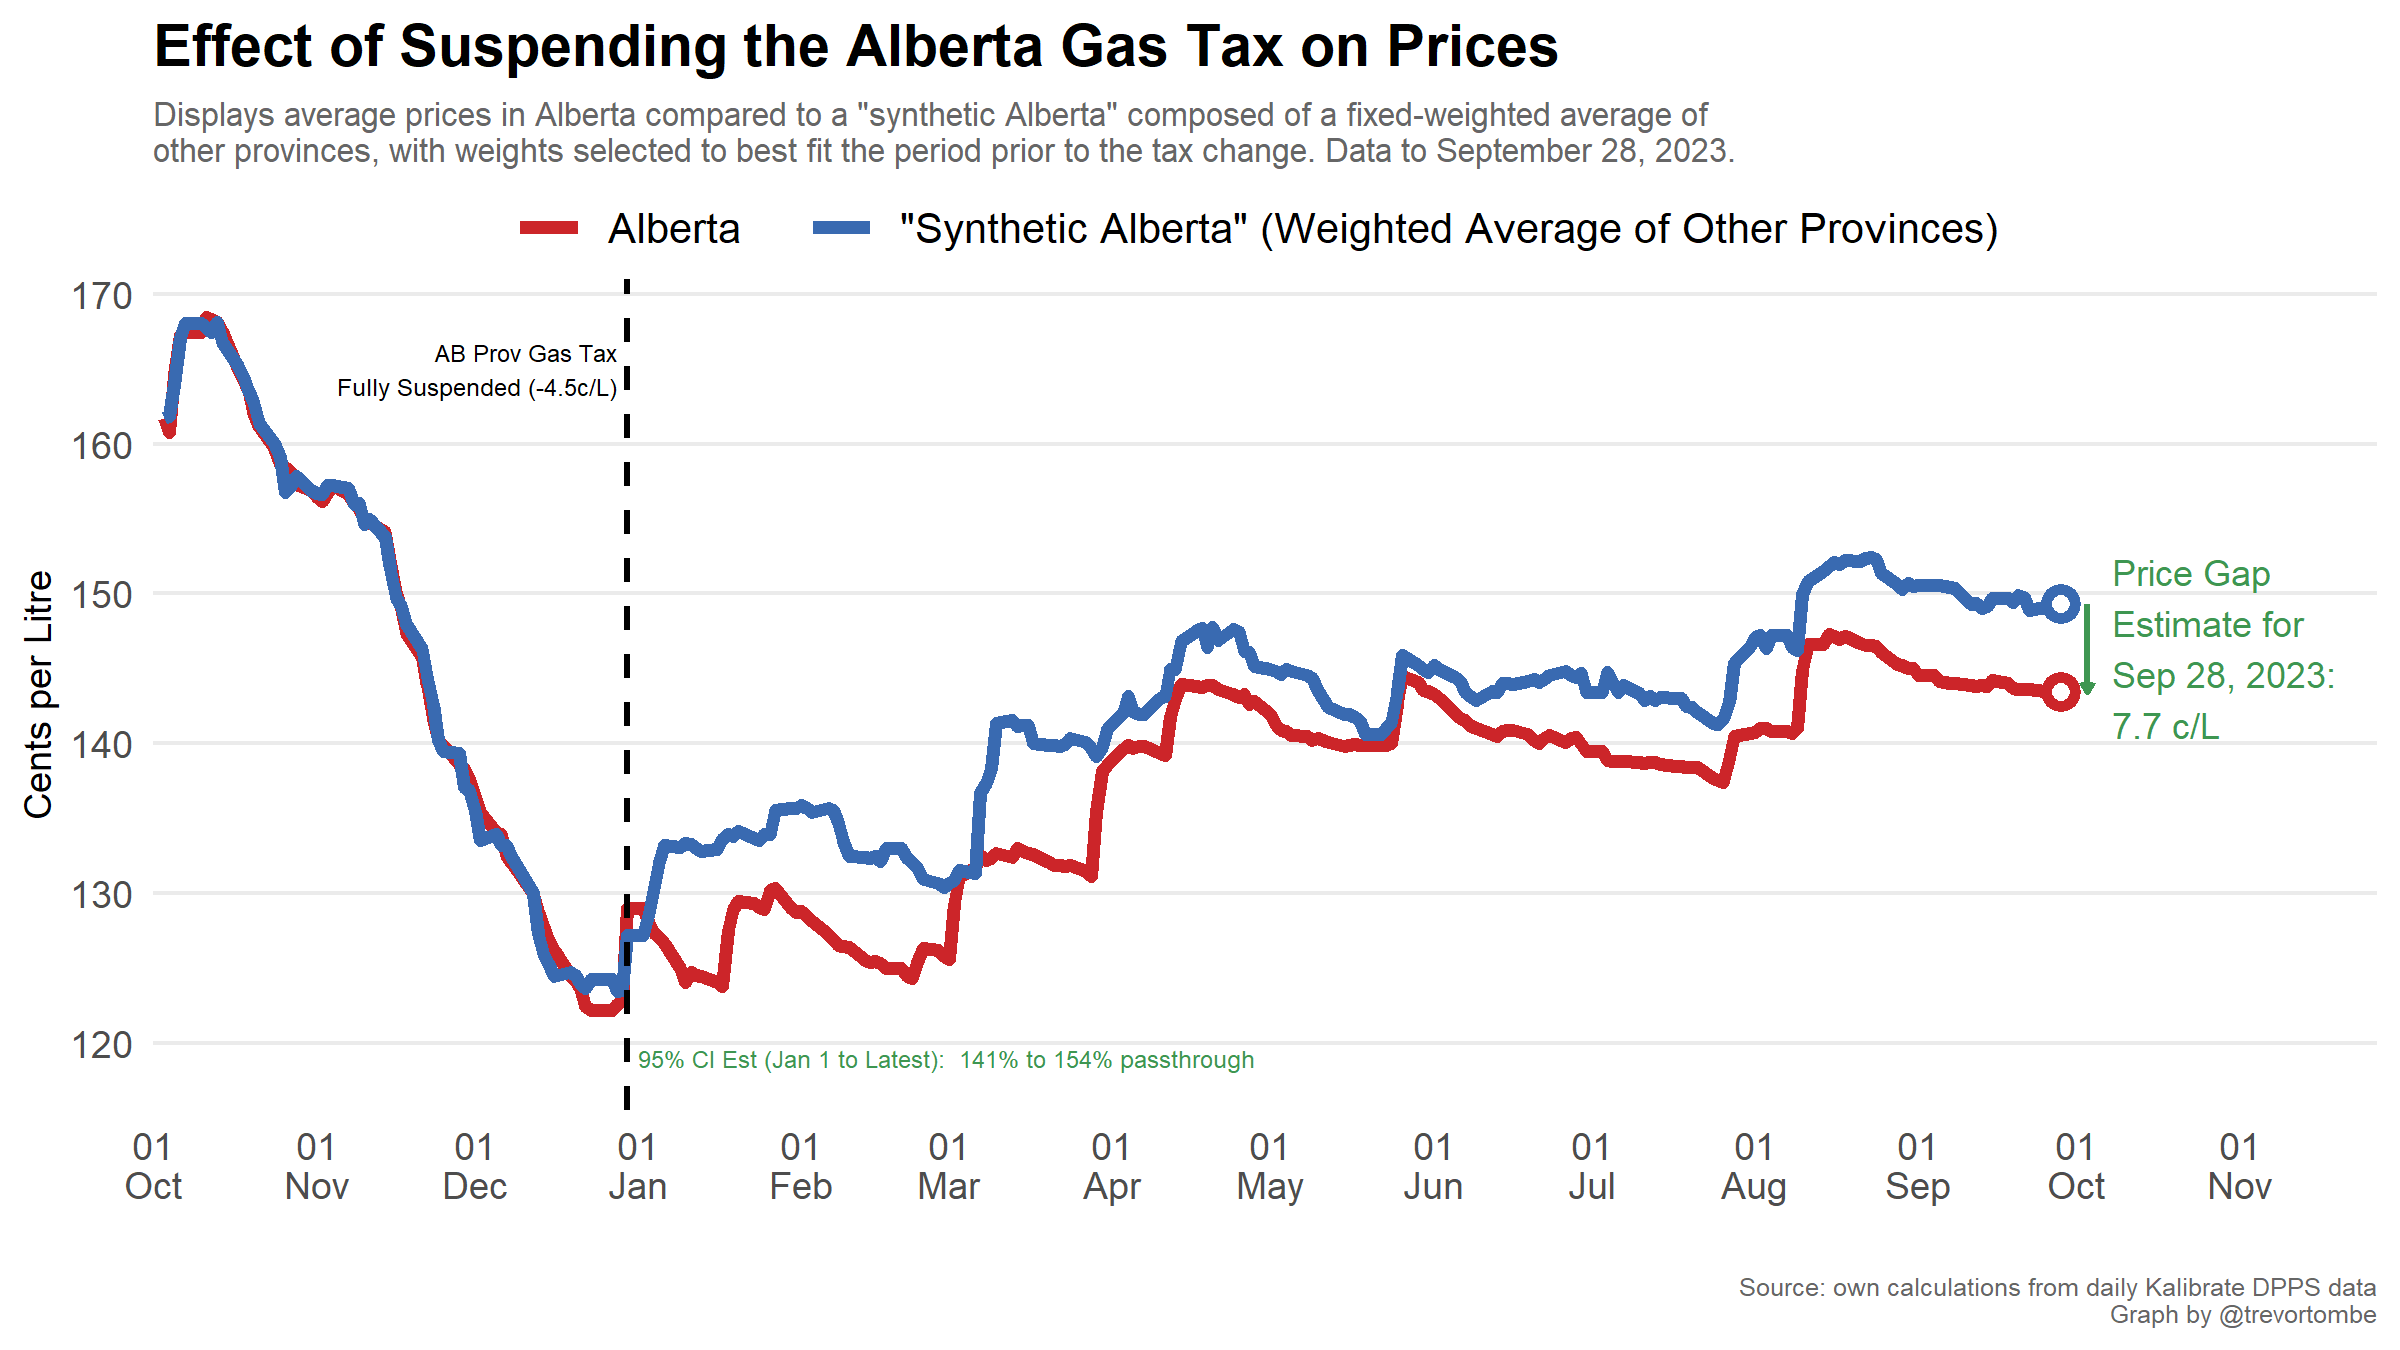 Effect of Suspending the Alberta Gas Tax on Prices
Displays average prices in Alberta compared to a "synthetic Alberta" composed of a fixed-weighted average of
other provinces, with weights selected to best fit the period prior to the tax change. Data to September 28, 2023.
Alberta
"Synthetic Alberta" (Weighted Average of Other Provinces)
Cents per Litre
170
160
150
140
130
120
AB Prov Gas Tax
Fully Suspended (-4.5c/L)
Price Gap
Estimate for
Sep 28, 2023:
7.7 c/L
95% CI Est (Jan 1 to Latest):  141% to 154% passthrough
01 01 01 01 01 01 01 01 01 01 01 01 01 01
Oct Nov Dec Jan Feb Mar Apr May Jun Jul Aug Sep Oct Nov
Source: own calculations from daily Kalibrate DPPS data
Graph by @trevortombe